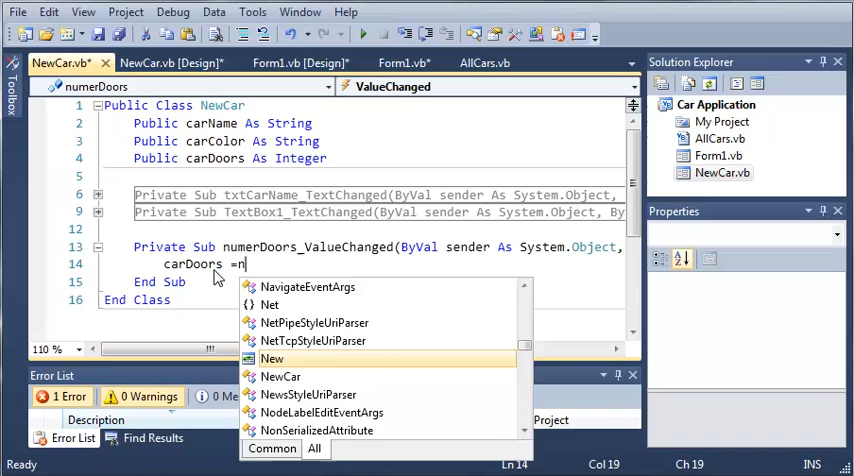 File Edit View Project Debug Data Tools Window Help
NewCar.vb* NewCar.vb [Design]* Form1.vb [Design]* Form1.vb* AllCars.vb
numerDoors ValueChanged
1 Public Class NewCar
2 Public carName As String
3 Public carColor As String
4 Public carDoors As Integer
5
6 Private Sub txtCarName_TextChanged(ByVal sender As System.Object,
9 Private Sub TextBox1_TextChanged(ByVal sender As System.Object, By
12
13 Private Sub numerDoors_ValueChanged(ByVal sender As System.Object,
14 carDoors =n
15 End Sub
16 End Class
NavigateEventArgs
Net
NetPipeStyleUriParser
NetTcpStyleUriParser
New
NewCar
NewsStyleUriParser
NodeLabelEditEventArgs
NonSerializedAttribute
Common All
110 %
Error List
1 Error 0 Warnings 0 Me
Description Project
Error List Find Results
Solution Explorer
Car Application
My Project
AllCars.vb
Form1.vb
NewCar.vb
Properties
Ready Ln 14 Col 19 Ch 19 INS